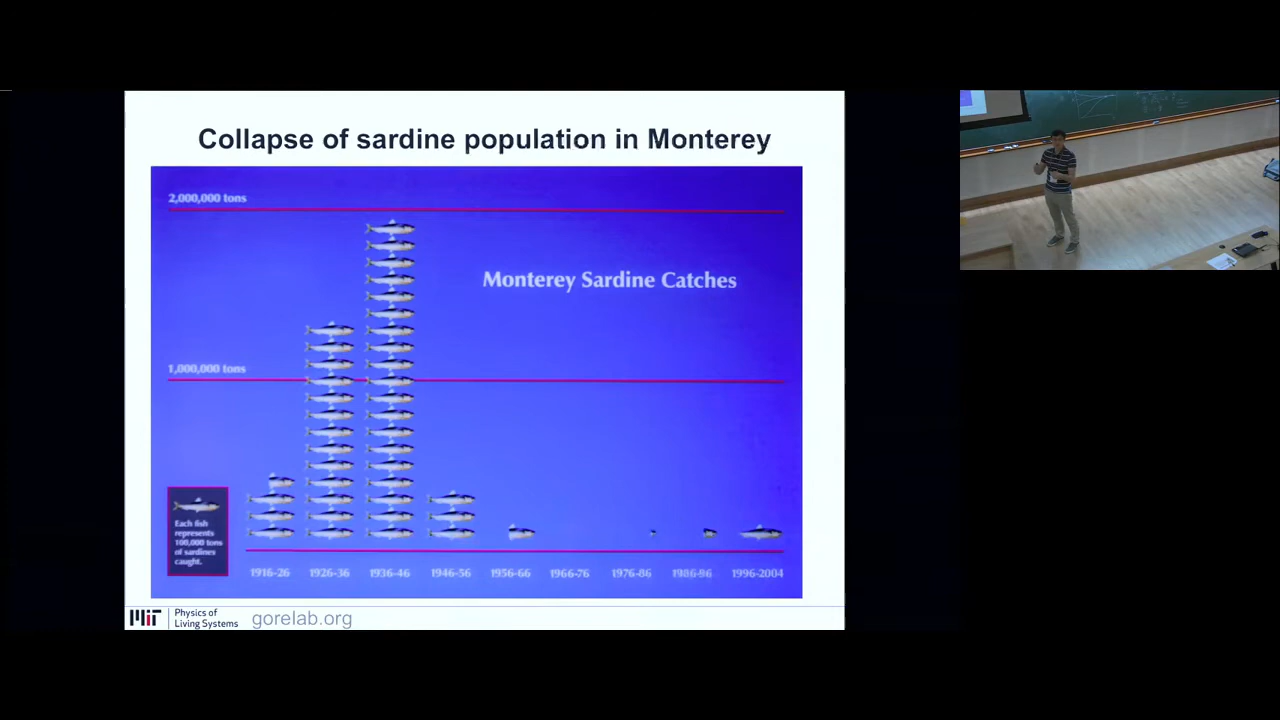 Collapse of sardine population in Monterey
2,000,000 tons
Monterey Sardine Catches
1,000,000 tons
Each fish
represents
100,000 tons
of sardines
caught.
1916-26 1926-36 1936-46 1946-56 1956-66 1966-76 1976-86 1986-96 1996-2004
MIT
Physics of
Living Systems
gorelab.org